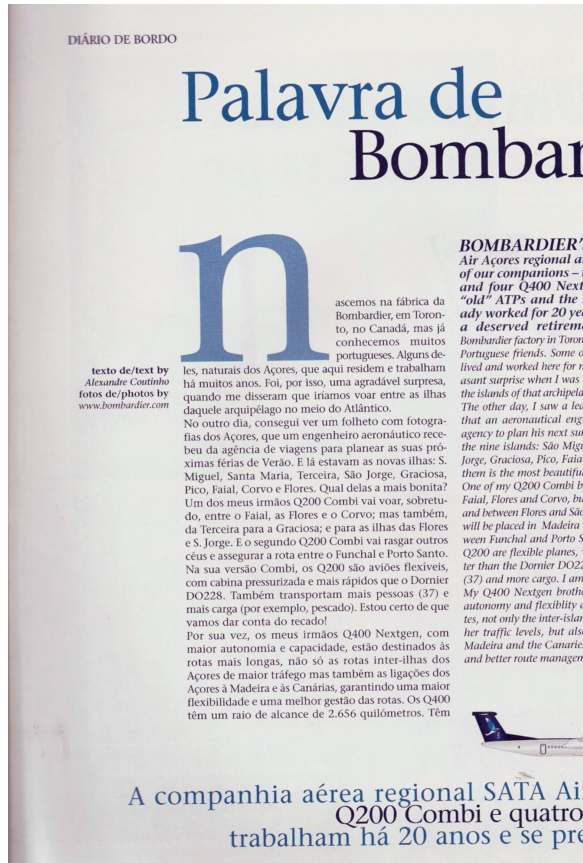 DIÁRIO DE BORDO
Palavra de
Bombar
texto de/text by
Alexandre Coutinho
fotos de/photos by
www.bombardier.com
n
ascemos na fábrica da
Bombardier, em Toron-
to, no Canadá, mas já
conhecemos muitos
portugueses. Alguns de-
les, naturais dos Açores, que aqui residem e trabalham
há muitos anos. Foi, por isso, uma agradável surpresa,
quando me disseram que iríamos voar entre as ilhas
daquele arquipélago no meio do Atlântico.
No outro dia, consegui ver um folheto com fotogra-
fias dos Açores, que um engenheiro aeronáutico rece-
beu da agência de viagens para planear as suas pró-
ximas férias de Verão. E lá estavam as nove ilhas: S.
Miguel, Santa Maria, Terceira, São Jorge, Graciosa,
Pico, Faial, Corvo e Flores. Qual delas a mais bonita?
Um dos meus irmãos Q200 Combi vai voar, sobretu-
do, entre o Faial, as Flores e o Corvo; mas também,
da Terceira para a Graciosa; e para as ilhas das Flores
e S. Jorge. E o segundo Q200 Combi vai rasgar outros
céus e assegurar a rota entre o Funchal e Porto Santo.
Na sua versão Combi, os Q200 são aviões flexíveis,
com cabina pressurizada e mais rápidos que o Dornier
DO228. Também transportam mais pessoas (37) e
mais carga (por exemplo, pescado). Estou certo de que
vamos dar conta do recado!
Por sua vez, os meus irmãos Q400 Nextgen, com
maior autonomia e capacidade, estão destinados às
rotas mais longas, não só as rotas inter-ilhas dos
Açores de maior tráfego mas também as ligações dos
Açores à Madeira e às Canárias, garantindo uma maior
flexibilidade e uma melhor gestão das rotas. Os Q400
têm um raio de alcance de 2.656 quilómetros. Têm
BOMBARDIER'
Air Açores regional a
of our companions –
and four Q400 Next
"old" ATPs and the
ady worked for 20 ye
a deserved retirem
Bombardier factory in Toron
Portuguese friends. Some o
lived and worked here for m
asant surprise when I was
the islands of that archipela
The other day, I saw a lea
that an aeronautical eng
agency to plan his next su
the nine islands: São Migu
Jorge, Graciosa, Pico, Faia
them is the most beautifu
One of my Q200 Combi b
Faial, Flores and Corvo, bu
and between Flores and São
will be placed in Madeira
ween Funchal and Porto S
Q200 are flexible planes,
ter than the Dornier DO22
(37) and more cargo. I am
My Q400 Nextgen brothe
autonomy and flexiblity a
tes, not only the inter-islan
her traffic levels, but als
Madeira and the Canarie
and better route managem
A companhia aérea regional SATA Ai
Q200 Combi e quatro
trabalham há 20 anos e se pre